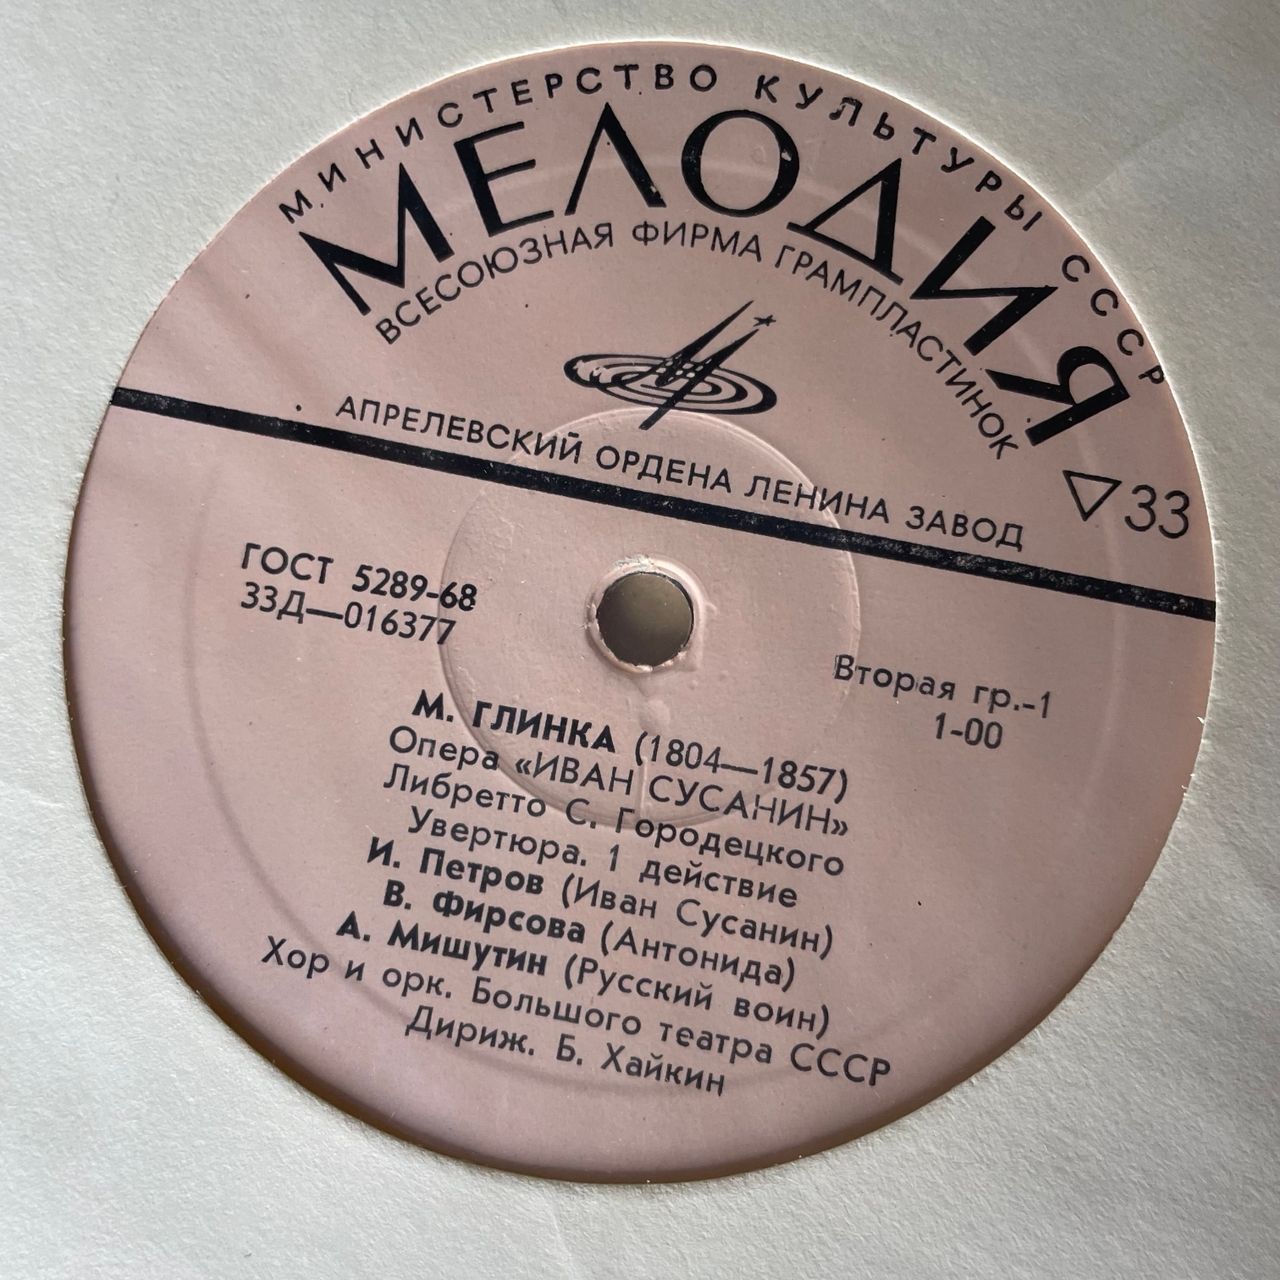 МИНИСТЕРСТВО КУЛЬТУРЫ СССР
МЕЛОДИЯ
ВСЕСОЮЗНАЯ ФИРМА ГРАМПЛАСТИНОК
АПРЕЛЕВСКИЙ ОРДЕНА ЛЕНИНА ЗАВОД
33
ГОСТ 5289-68
33Д—016377
Вторая гр.-1
1-00
М. ГЛИНКА (1804—1857)
Опера «ИВАН СУСАНИН»
Либретто С. Городецкого
Увертюра. 1 действие
И. Петров (Иван Сусанин)
В. Фирсова (Антонида)
А. Мишутин (Русский воин)
Хор и орк. Большого театра СССР
Дириж. Б. Хайкин